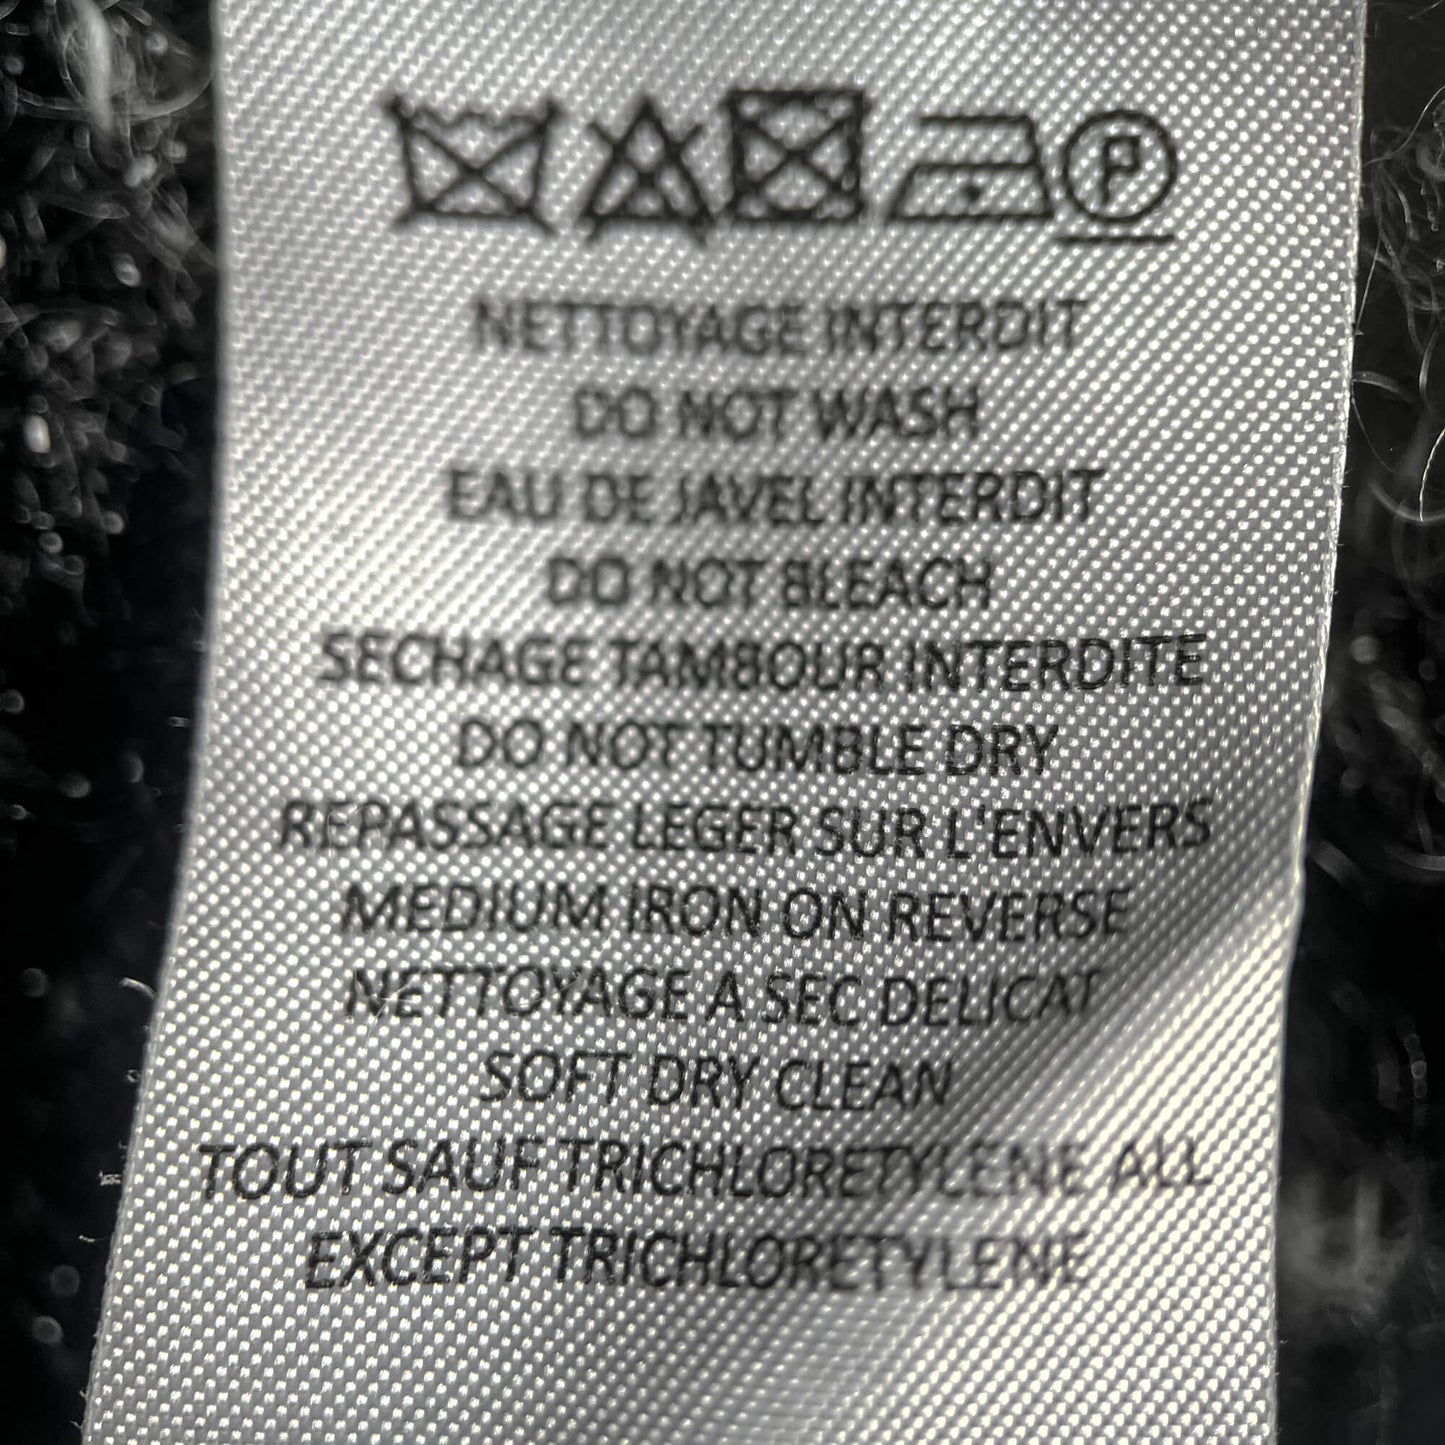 P
NETTOYAGE INTERDIT
DO NOT WASH
EAU DE JAVEL INTERDIT
DO NOT BLEACH
SECHAGE TAMBOUR INTERDITE
DO NOT TUMBLE DRY
REPASSAGE LEGER SUR L'ENVERS
MEDIUM IRON ON REVERSE
NETTOYAGE A SEC DELICAT
SOFT DRY CLEAN
TOUT SAUF TRICHLORETYLENE ALL
EXCEPT TRICHLORETYLENE